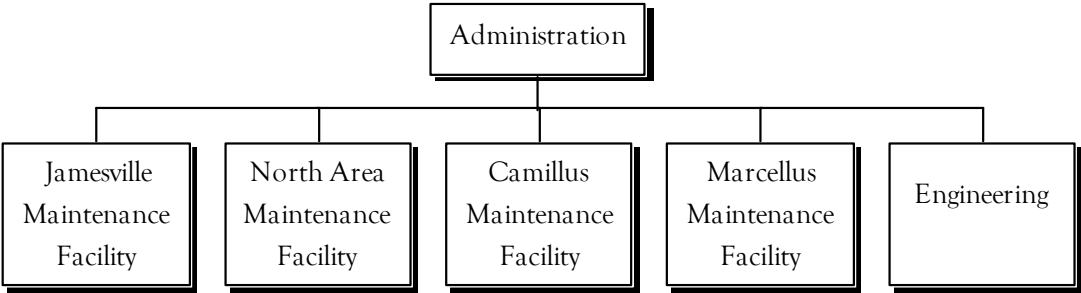 Administration
Jamesville
Maintenance
Facility
North Area
Maintenance
Facility
Camillus
Maintenance
Facility
Marcellus
Maintenance
Facility
Engineering